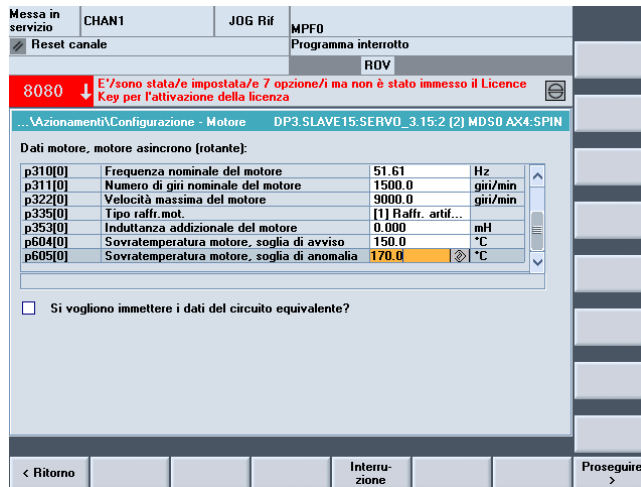 Messa in
servizio
CHAN1
JOG Rif
MPF0
Reset canale
Programma interrotto
ROV
8080
E'/sono stata/e impostata/e 7 opzione/i ma non è stato immesso il Licence
Key per l'attivazione della licenza
...\Azionamenti\Configurazione - Motore DP3.SLAVE15:SERVO_3.15:2 (2) MDS0 AX4:SPIN
Dati motore, motore asincrono (rotante):
p310[0] Frequenza nominale del motore 51.61 Hz
p311[0] Numero di giri nominale del motore 1500.0 giri/min
p322[0] Velocità massima del motore 9000.0 giri/min
p335[0] Tipo raffr.mot. [1] Raffr. artif...
p353[0] Induttanza addizionale del motore 0.000 mH
p604[0] Sovratemperatura motore, soglia di avviso 150.0 °C
p605[0] Sovratemperatura motore, soglia di anomalia 170.0 °C
Si vogliono immettere i dati del circuito equivalente?
< Ritorno
Interru-
zione
Proseguire
>